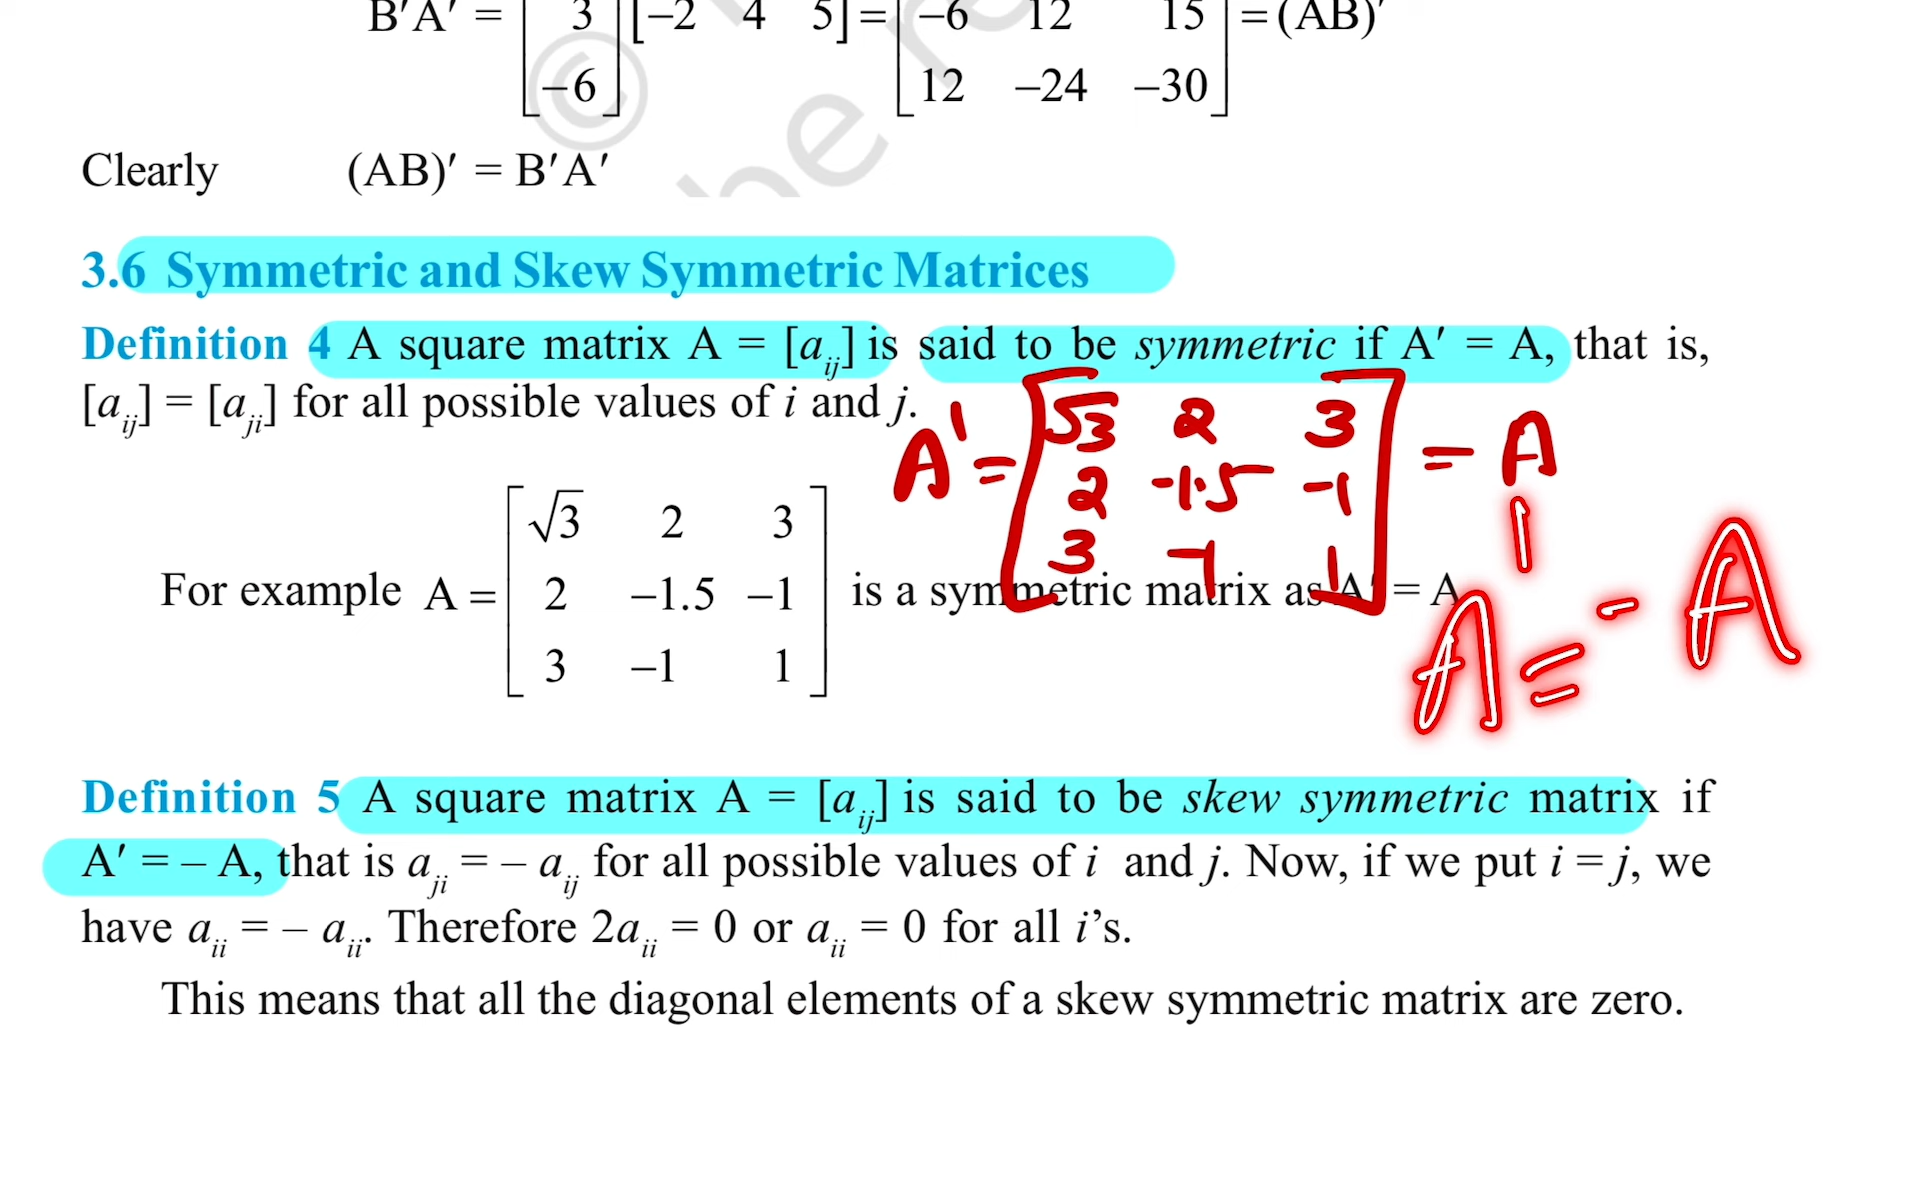 B′A′ = [ 3 ] [−2 4 5] = [ −6 12 15 ] = (AB)′
−6 12 −24 −30
©
he r
Clearly (AB)′ = B′A′
3.6 Symmetric and Skew Symmetric Matrices
Definition 4 A square matrix A = [aij] is said to be symmetric if A′ = A, that is,
[aij] = [aji] for all possible values of i and j.
A' = [ √3 2 3 ] = A
2 -1.5 -1
3 -1 1
√3 2 3
For example A = 2 −1.5 −1 is a symmetric matrix as A′ = A
3 −1 1
A' = - A
Definition 5 A square matrix A = [aij] is said to be skew symmetric matrix if
A′ = – A, that is aji = – aij for all possible values of i and j. Now, if we put i = j, we
have aii = – aii. Therefore 2aii = 0 or aii = 0 for all i’s.
This means that all the diagonal elements of a skew symmetric matrix are zero.